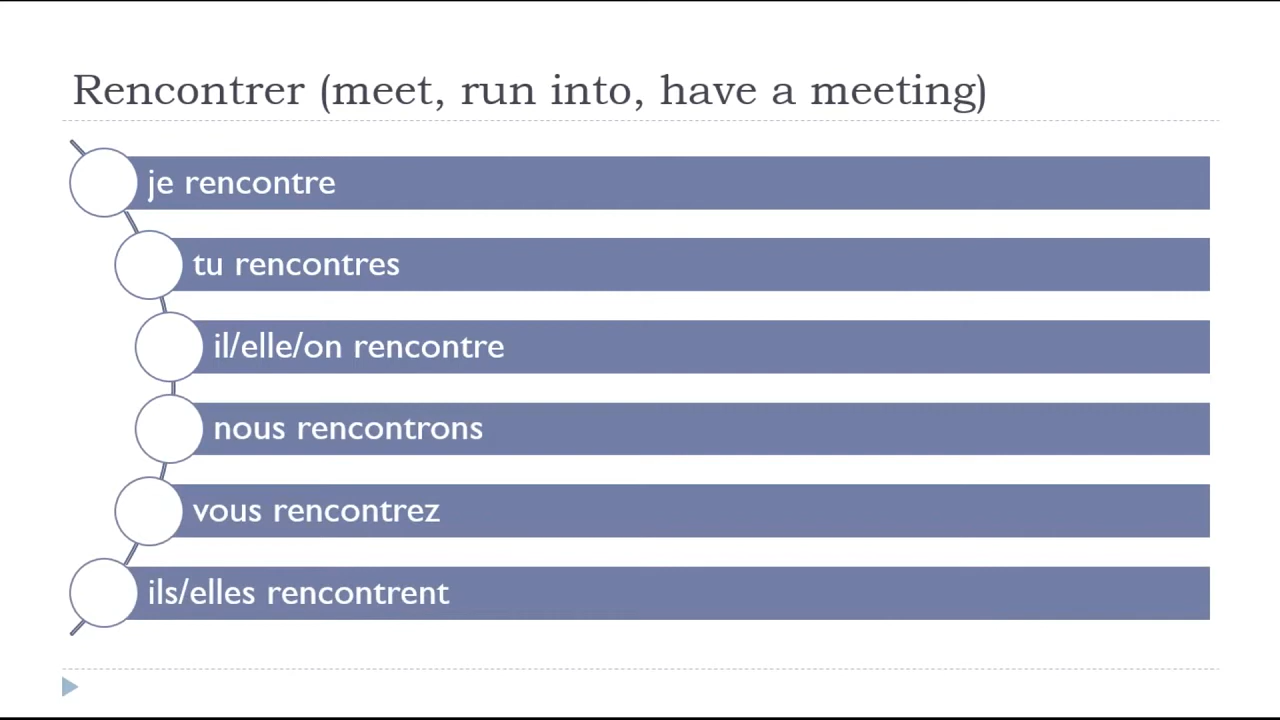 Rencontrer (meet, run into, have a meeting)
je rencontre
tu rencontres
il/elle/on rencontre
nous rencontrons
vous rencontrez
ils/elles rencontrent